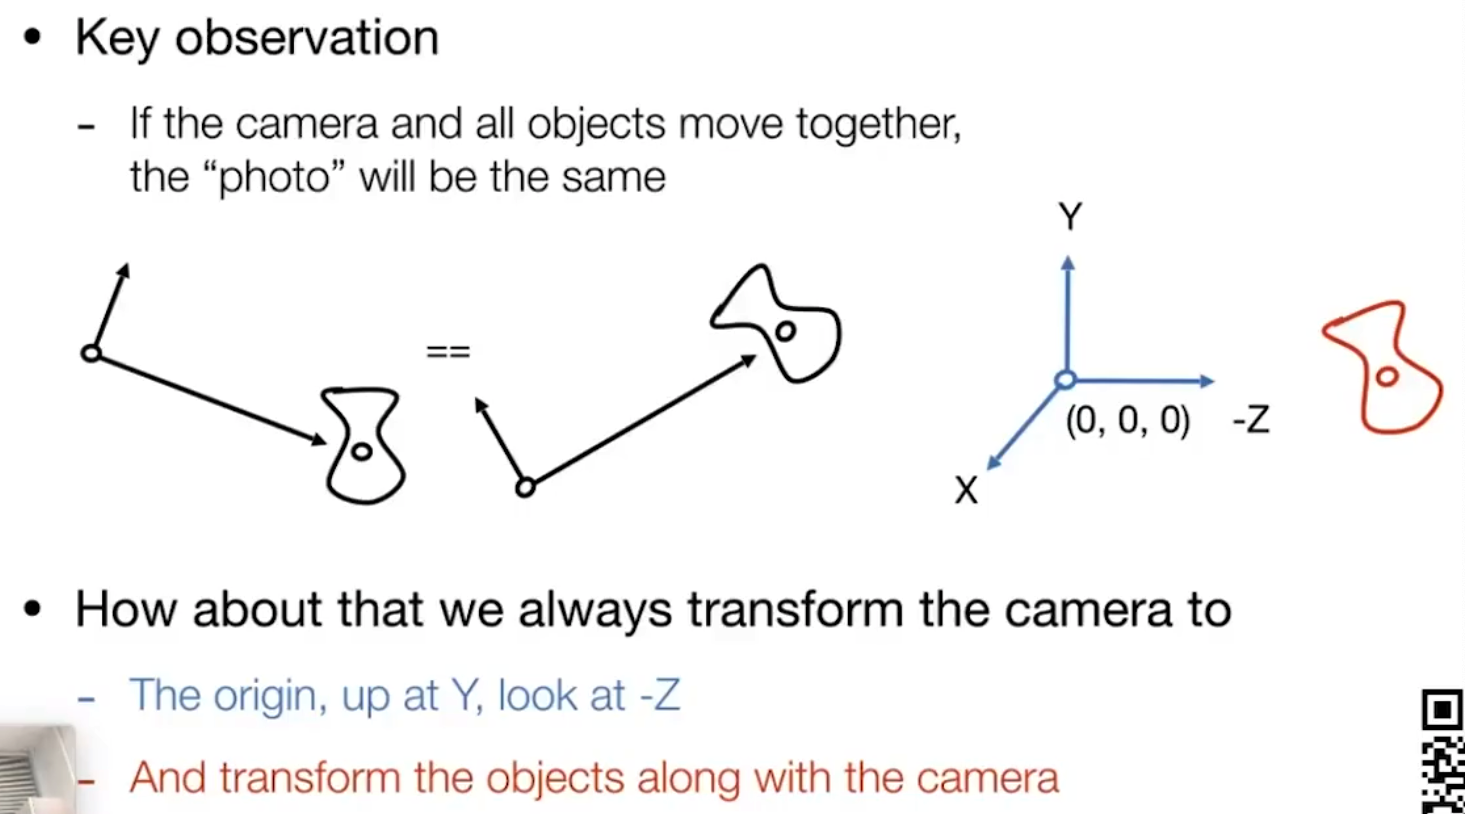 • Key observation
- If the camera and all objects move together,
the “photo” will be the same
Y
==
(0, 0, 0) -Z
X
• How about that we always transform the camera to
- The origin, up at Y, look at -Z
- And transform the objects along with the camera